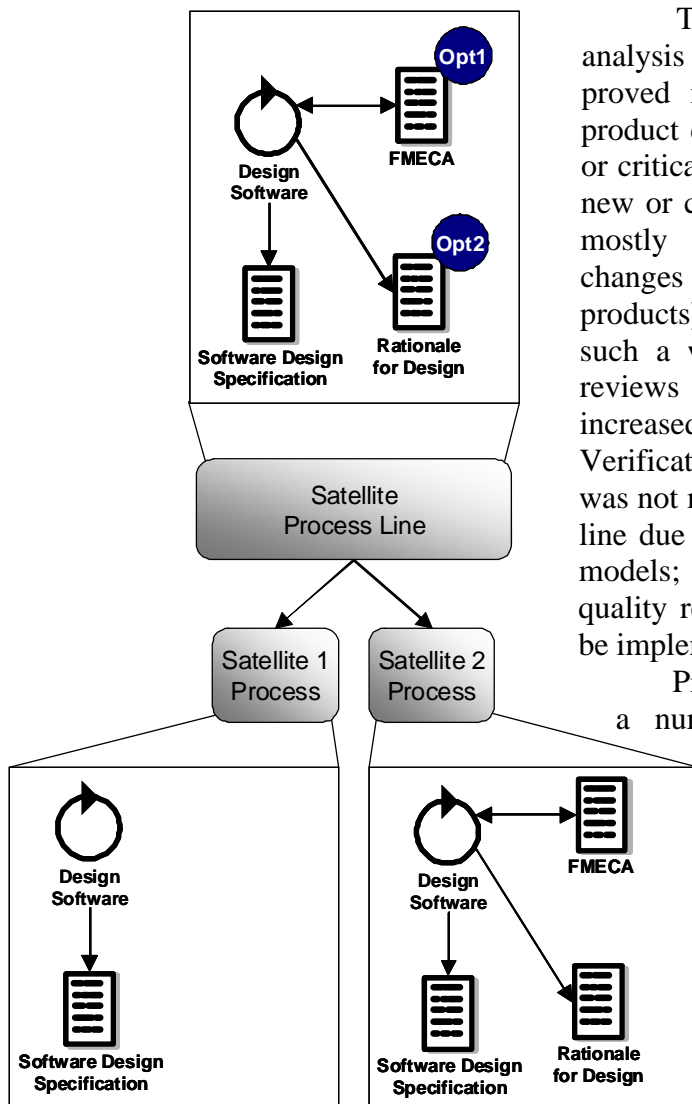 Opt1
FMECA
Design
Software
Opt2
Software Design
Specification
Rationale
for Design
Satellite
Process Line
Satellite 1
Process
Satellite 2
Process
Design
Software
Software Design
Specification
FMECA
Design
Software
Software Design
Specification
Rationale
for Design
T
analysis
proved
product
or critica
new or
mostly
changes
products)
such a
reviews
increased
Verificat
was not
line due
models;
quality
be implem
a num